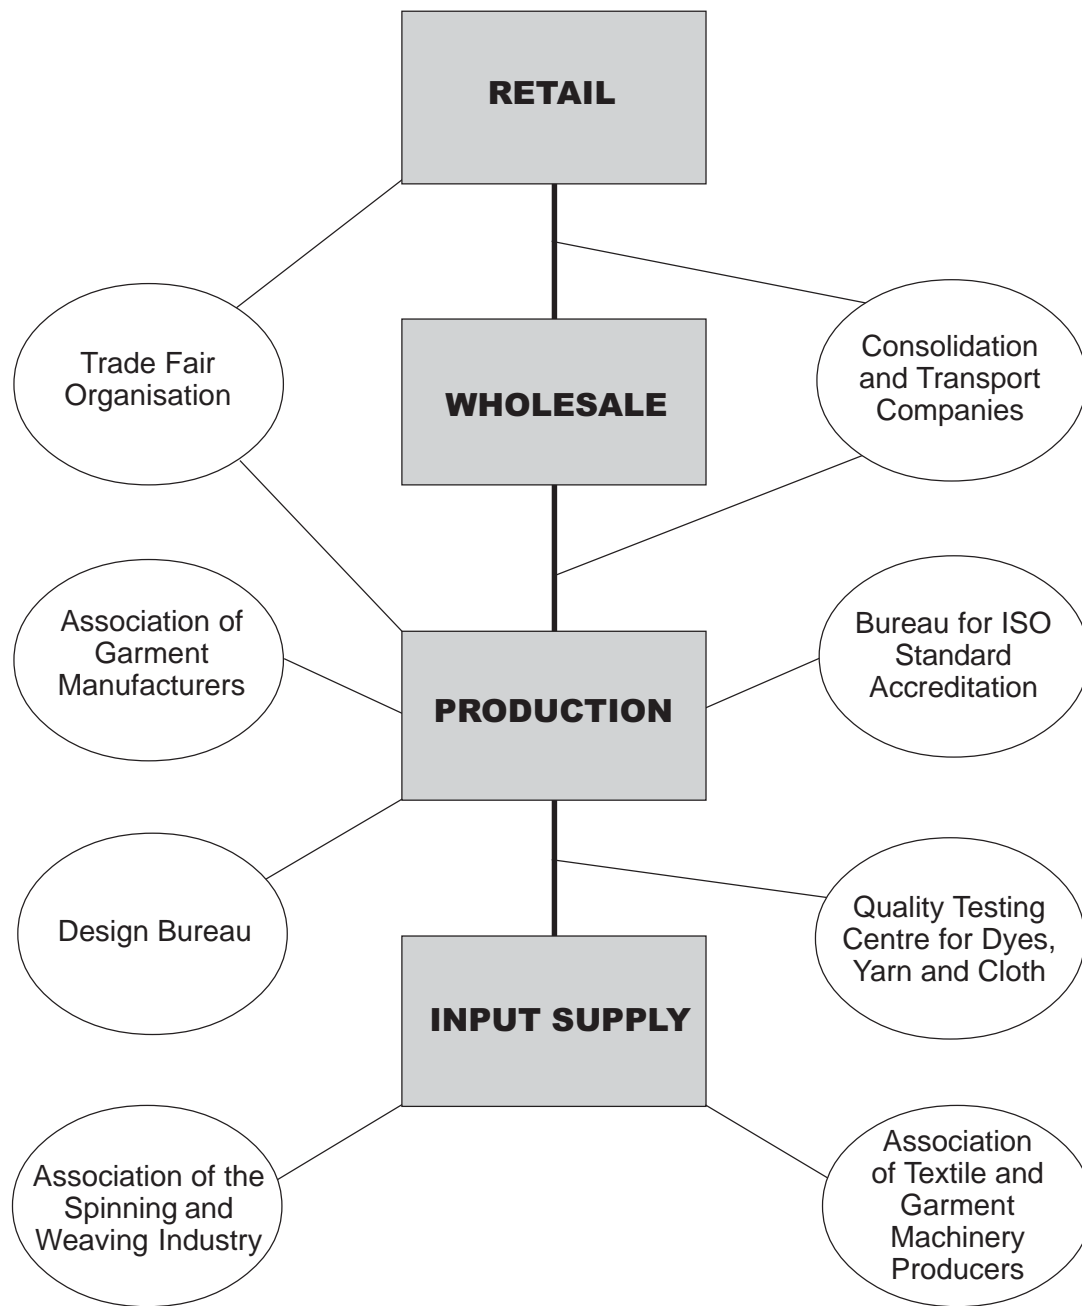 RETAIL
Trade Fair
Organisation
WHOLESALE
Consolidation
and Transport
Companies
Association of
Garment
Manufacturers
PRODUCTION
Bureau for ISO
Standard
Accreditation
Design Bureau
INPUT SUPPLY
Quality Testing
Centre for Dyes,
Yarn and Cloth
Association of the
Spinning and
Weaving Industry
Association
of Textile and
Garment
Machinery
Producers